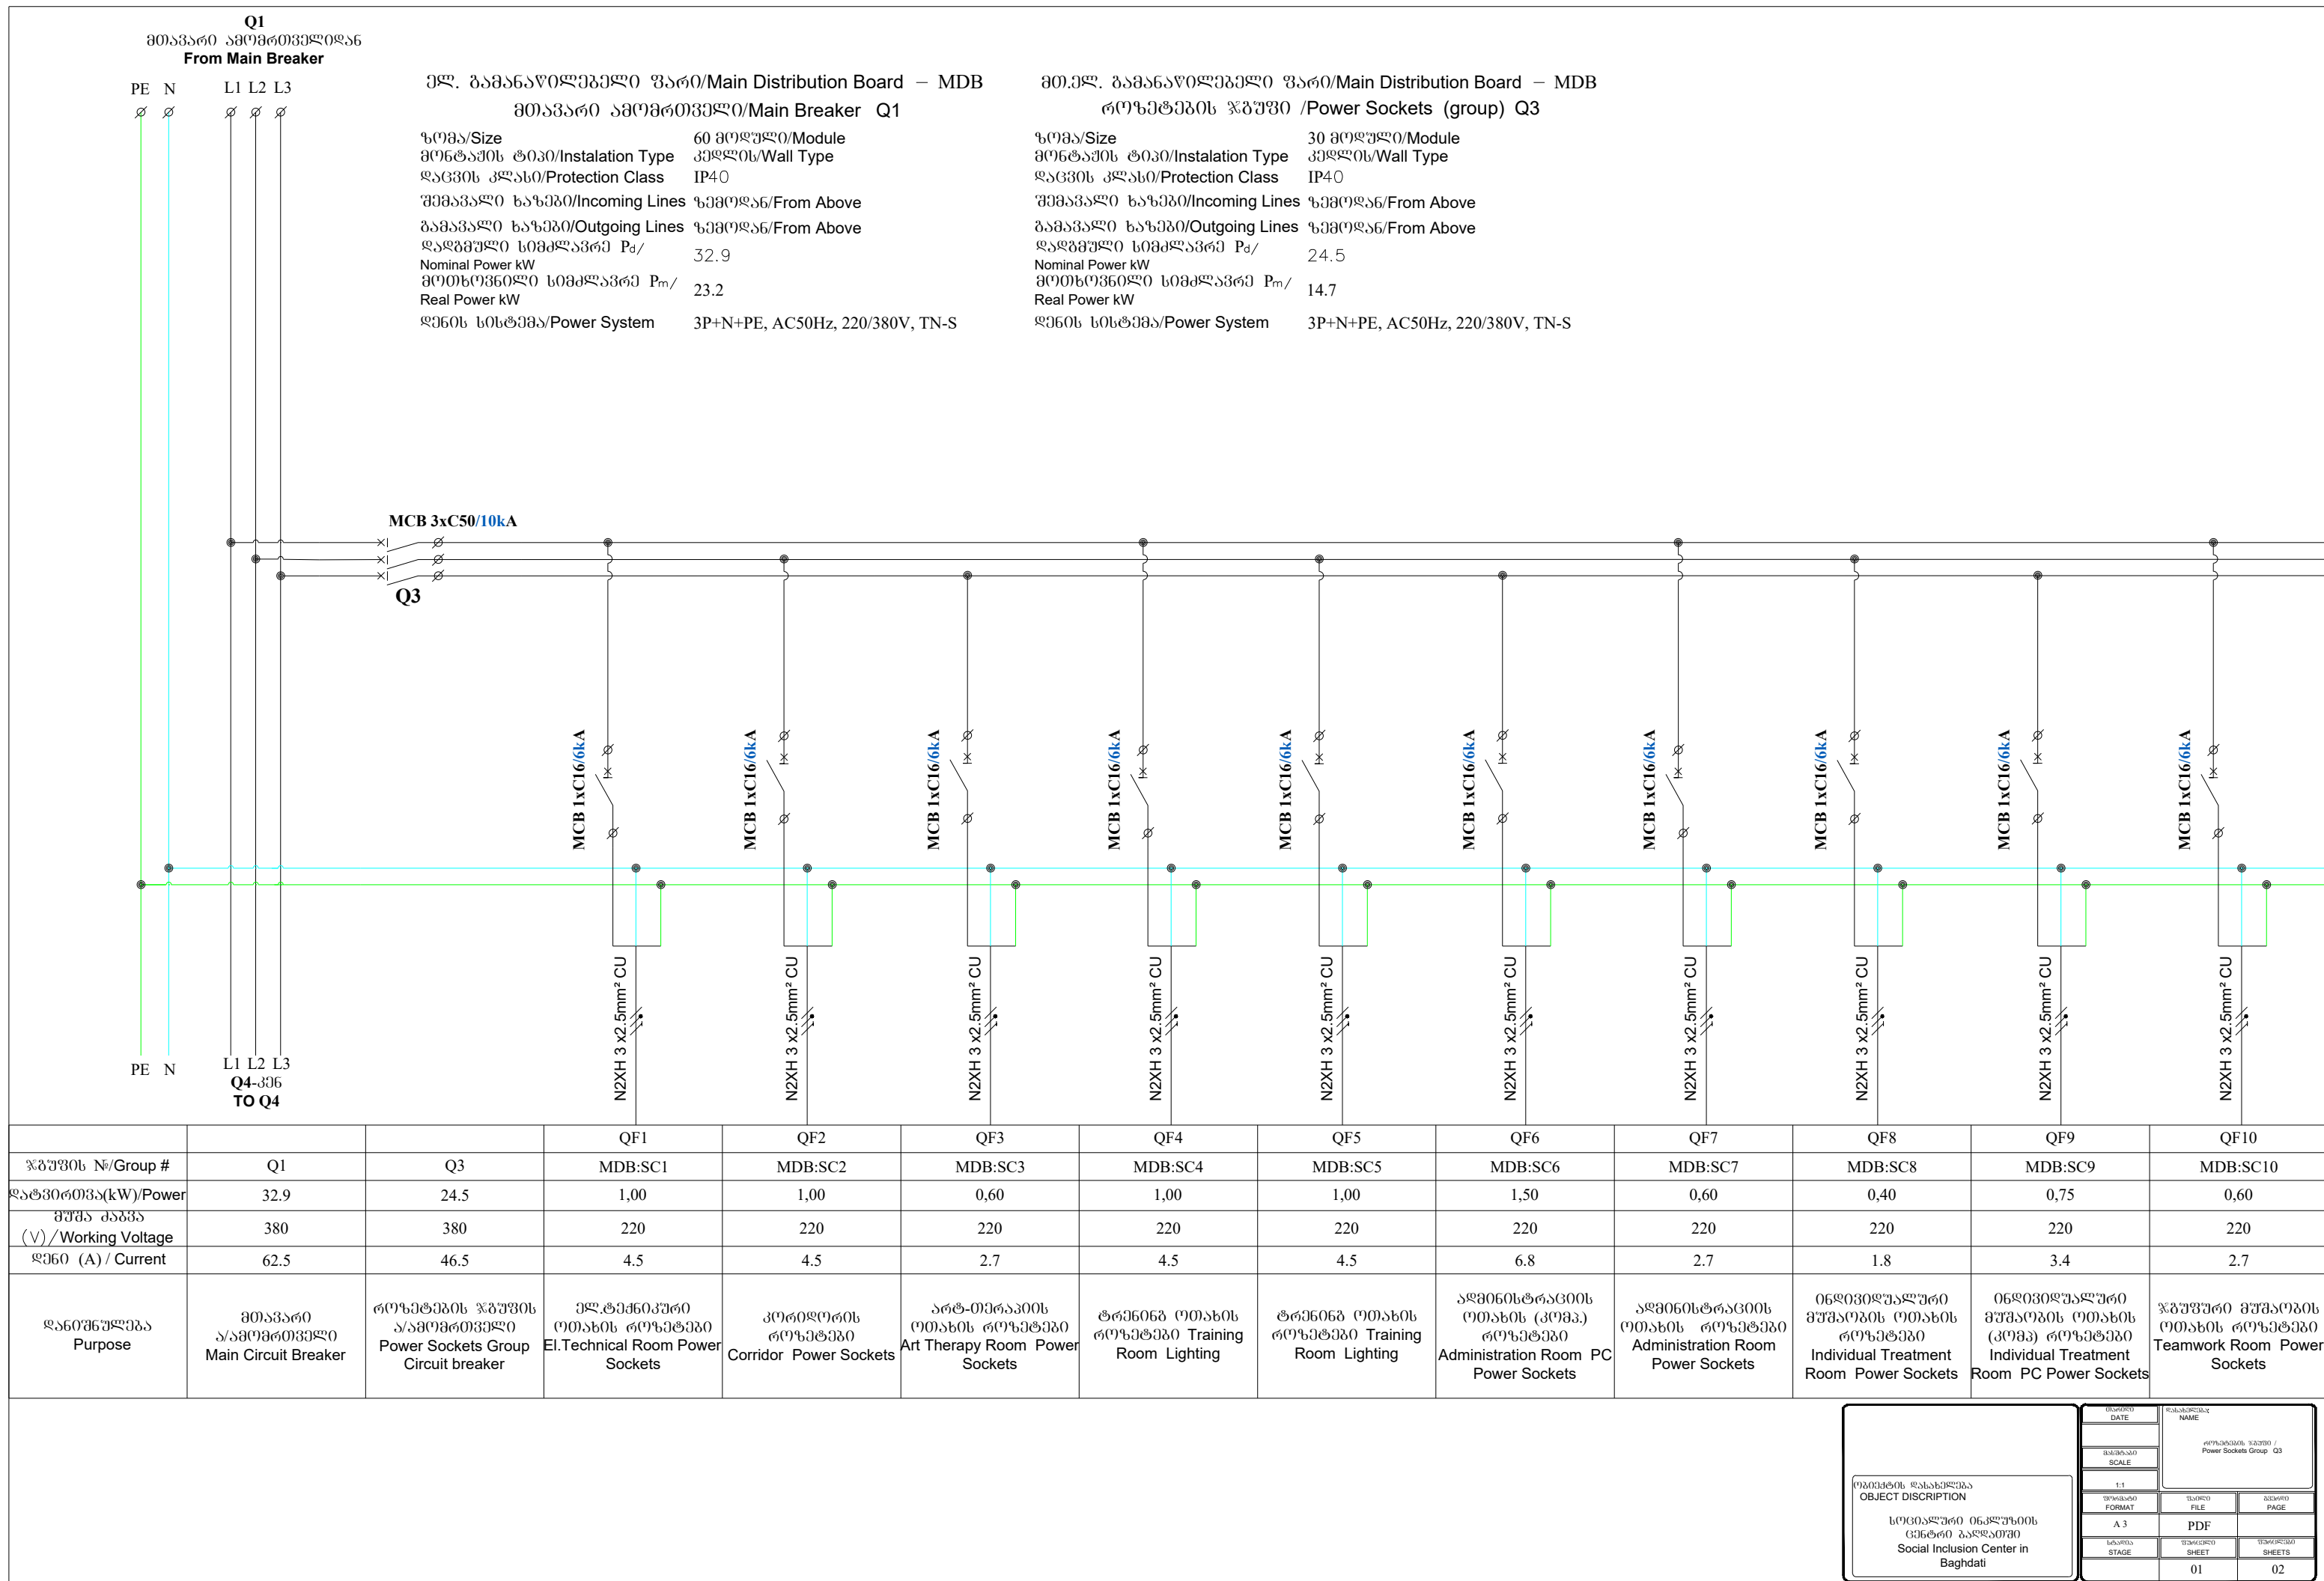 Q1
მთავარი ამომრთველიდან
From Main Breaker
PE N L1 L2 L3
ელ. გამანაწილებელი ფარი/Main Distribution Board – MDB
მთავარი ამომრთველი/Main Breaker Q1
ზომა/Size 60 მოდული/Module
მონტაჟის ტიპი/Instalation Type კედლის/Wall Type
დაცვის კლასი/Protection Class IP40
შემავალი ხაზები/Incoming Lines ზემოდან/From Above
გამავალი ხაზები/Outgoing Lines ზემოდან/From Above
დადგმული სიმძლავრე Pd/
Nominal Power kW 32.9
მოთხოვნილი სიმძლავრე Pm/
Real Power kW 23.2
დენის სისტემა/Power System 3P+N+PE, AC50Hz, 220/380V, TN-S
მთ.ელ. გამანაწილებელი ფარი/Main Distribution Board – MDB
როზეტების ჯგუფი /Power Sockets (group) Q3
ზომა/Size 30 მოდული/Module
მონტაჟის ტიპი/Instalation Type კედლის/Wall Type
დაცვის კლასი/Protection Class IP40
შემავალი ხაზები/Incoming Lines ზემოდან/From Above
გამავალი ხაზები/Outgoing Lines ზემოდან/From Above
დადგმული სიმძლავრე Pd/
Nominal Power kW 24.5
მოთხოვნილი სიმძლავრე Pm/
Real Power kW 14.7
დენის სისტემა/Power System 3P+N+PE, AC50Hz, 220/380V, TN-S
MCB 3xC50/10kA
Q3
MCB 1xC16/6kA
MCB 1xC16/6kA
MCB 1xC16/6kA
MCB 1xC16/6kA
MCB 1xC16/6kA
MCB 1xC16/6kA
MCB 1xC16/6kA
MCB 1xC16/6kA
MCB 1xC16/6kA
MCB 1xC16/6kA
N2XH 3 x2.5mm² CU
N2XH 3 x2.5mm² CU
N2XH 3 x2.5mm² CU
N2XH 3 x2.5mm² CU
N2XH 3 x2.5mm² CU
N2XH 3 x2.5mm² CU
N2XH 3 x2.5mm² CU
N2XH 3 x2.5mm² CU
N2XH 3 x2.5mm² CU
N2XH 3 x2.5mm² CU
PE N L1 L2 L3
Q4-კენ
TO Q4
QF1 QF2 QF3 QF4 QF5 QF6 QF7 QF8 QF9 QF10
ჯგუფის №/Group # Q1 Q3 MDB:SC1 MDB:SC2 MDB:SC3 MDB:SC4 MDB:SC5 MDB:SC6 MDB:SC7 MDB:SC8 MDB:SC9 MDB:SC10
დატვირთვა(kW)/Power 32.9 24.5 1,00 1,00 0,60 1,00 1,00 1,50 0,60 0,40 0,75 0,60
მუშა ძაბვა
(V)/Working Voltage 380 380 220 220 220 220 220 220 220 220 220 220
დენი (A) / Current 62.5 46.5 4.5 4.5 2.7 4.5 4.5 6.8 2.7 1.8 3.4 2.7
დანიშნულება
Purpose
მთავარი
ა/ამომრთველი
Main Circuit Breaker
როზეტების ჯგუფის
ა/ამომრთველი
Power Sockets Group
Circuit breaker
ელ.ტექნიკური
ოთახის როზეტები
El.Technical Room Power
Sockets
კორიდორის
როზეტები
Corridor Power Sockets
არტ-თერაპიის
ოთახის როზეტები
Art Therapy Room Power
Sockets
ტრენინგ ოთახის
როზეტები Training
Room Lighting
ტრენინგ ოთახის
როზეტები Training
Room Lighting
ადმინისტრაციის
ოთახის (კომპ.)
როზეტები
Administration Room PC
Power Sockets
ადმინისტრაციის
ოთახის როზეტები
Administration Room
Power Sockets
ინდივიდუალური
მუშაობის ოთახის
როზეტები
Individual Treatment
Room Power Sockets
ინდივიდუალური
მუშაობის ოთახის
(კომპ) როზეტები
Individual Treatment
Room PC Power Sockets
ჯგუფური მუშაობის
ოთახის როზეტები
Teamwork Room Power
Sockets
ობიექტის დასახელება
OBJECT DISCRIPTION
სოციალური ინკლუზიის
ცენტრი ბაღდათში
Social Inclusion Center in
Baghdati
თარიღი
DATE
დასახელება:
NAME
როზეტების ჯგუფი /
Power Sockets Group Q3
მასშტაბი
SCALE
1:1
ფორმატი
FORMAT
ფაილი
FILE
გვერდი
PAGE
A 3 PDF
სტადია
STAGE
ფურცელი
SHEET
ფურცლები
SHEETS
01 02